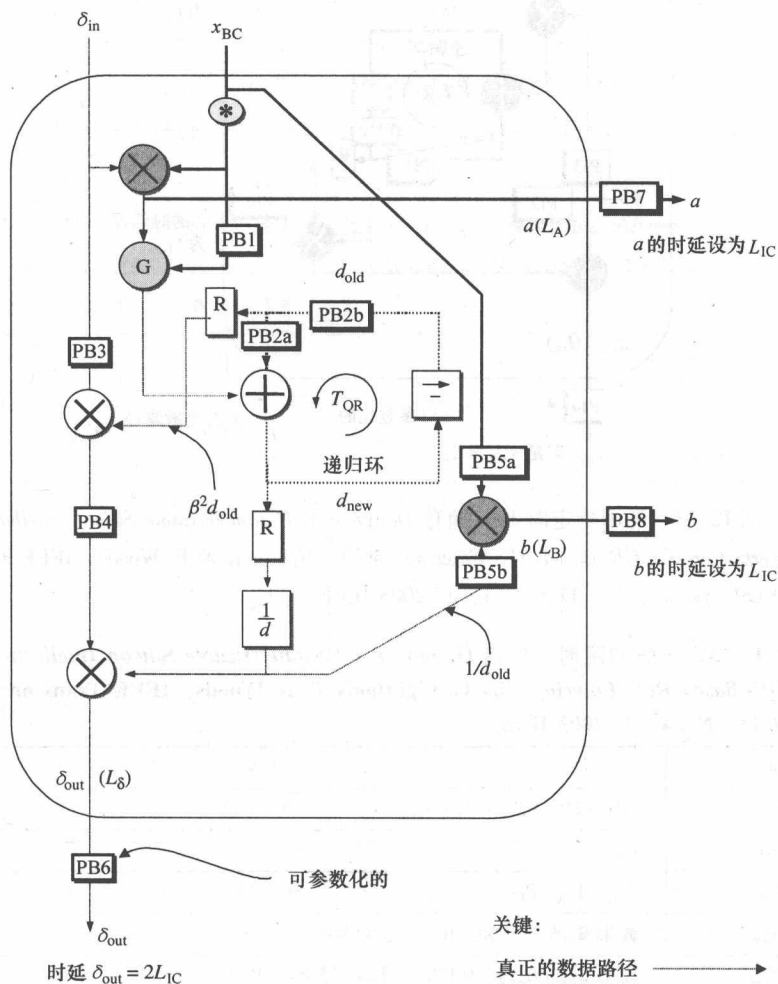 δin
xBC
*
PB7
a
a(LA)
a的时延设为LIC
PB1
G
dold
R
PB2b
PB2a
PB3
TQR
→
−
递归环
PB5a
β²dold
dnew
PB4
R
PB8
b
b(LB)
b的时延设为LIC
PB5b
1/d
1/dold
δout (Lδ)
PB6
可参数化的
δout
关键:
时延 δout = 2LIC
真正的数据路径